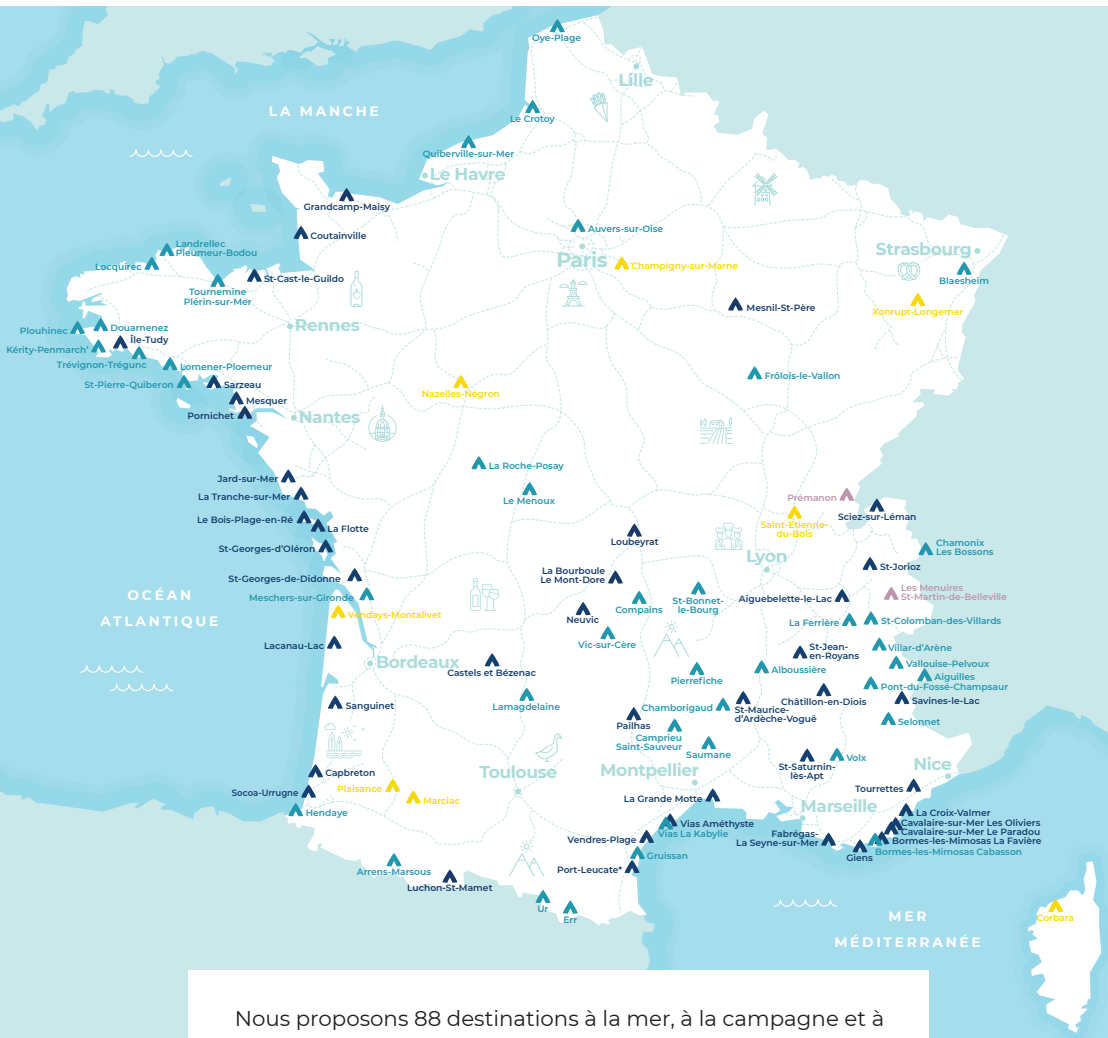 Oye-Plage
Lille
LA MANCHE
Le Crotoy
Quiberville-sur-Mer
Le Havre
Grandcamp-Maisy
Coutainville
Auvers-sur-Oise
Paris
Champigny-sur-Marne
Strasbourg
Blaesheim
Landrellec
Pleumeur-Bodou
Locquirec
St-Cast-le-Guildo
Tournemine
Plérin-sur-Mer
Mesnil-St-Père
Xonrupt-Longemer
Rennes
Plouhinec
Douarnenez
Île-Tudy
Kérity-Penmarch'
Trévignon-Trégunc
Lomener-Ploemeur
St-Pierre-Quiberon
Sarzeau
Mesquer
Pornichet
Nantes
Nazelles-Négron
Frôlois-le-Vallon
La Roche-Posay
Le Menoux
Jard-sur-Mer
La Tranche-sur-Mer
Le Bois-Plage-en-Ré
La Flotte
St-Georges-d'Oléron
Prémanon
Sciez-sur-Léman
Saint-Etienne-
du-Bois
Loubeyrat
Lyon
Chamonix
Les Bossons
St-Jorioz
St-Georges-de-Didonne
Meschers-sur-Gironde
La Bourboule
Le Mont-Dore
OCÉAN
ATLANTIQUE
Vendays-Montalivet
Neuvic
Compains
St-Bonnet-
le-Bourg
Aiguebelette-le-Lac
Les Menuires
St-Martin-de-Belleville
La Ferrière
St-Colomban-des-Villards
Lacanau-Lac
Bordeaux
Castels et Bézenac
Vic-sur-Cère
St-Jean-
en-Royans
Villar-d'Arène
Vallouise-Pelvoux
Aiguilles
Pont-du-Fossé-Champsaur
Alboussière
Pierrefiche
Châtillon-en-Diois
Savines-le-Lac
Sanguinet
Lamagdelaine
Pailhas
Chamborigaud
St-Maurice-
d'Ardèche-Voguë
Selonnet
Camprieu
Saint-Sauveur
Saumane
St-Saturnin-
lès-Apt
Volx
Nice
Capbreton
Socoa-Urrugne
Hendaye
Plaisance
Marciac
Toulouse
Montpellier
La Grande Motte
Marseille
Tourrettes
Vias Améthyste
Vias La Kabylie
Vendres-Plage
Gruissan
Port-Leucate*
Fabrégas-
La Seyne-sur-Mer
Giens
La Croix-Valmer
Cavalaire-sur-Mer Les Oliviers
Cavalaire-sur-Mer Le Paradou
Bormes-les-Mimosas La Favière
Bormes-les-Mimosas Cabasson
Arrens-Marsous
Luchon-St-Mamet
Ur
Err
MER
MÉDITERRANÉE
Corbara
Nous proposons 88 destinations à la mer, à la campagne et à